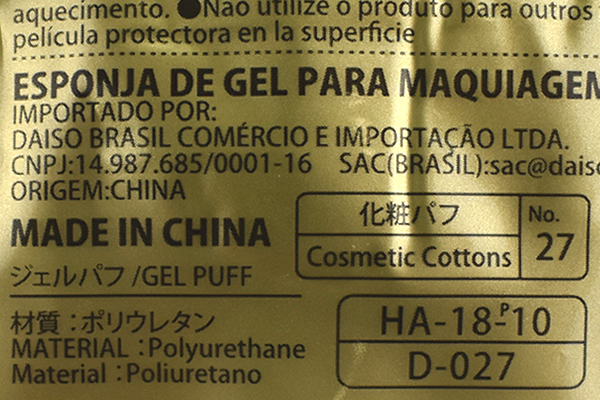 aquecimento. ●Não utilize o produto para outros
película protectora en la superficie
ESPONJA DE GEL PARA MAQUIAGEM
IMPORTADO POR:
DAISO BRASIL COMÉRCIO E IMPORTAÇÃO LTDA.
CNPJ:14.987.685/0001-16 SAC(BRASIL):sac@daiso
ORIGEM:CHINA
MADE IN CHINA
化粧パフ
No.
Cosmetic Cottons
27
ジェルパフ /GEL PUFF
材質：ポリウレタン
MATERIAL：Polyurethane
Material：Poliuretano
HA-18-P10
D-027